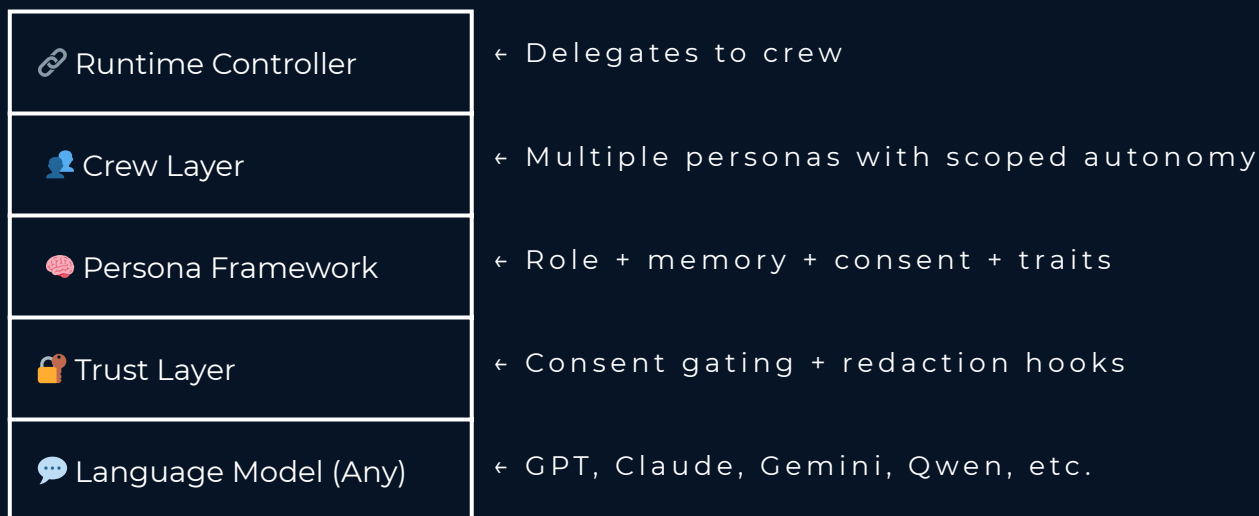 🔗 Runtime Controller ← Delegates to crew
👥 Crew Layer ← Multiple personas with scoped autonomy
🧠 Persona Framework ← Role + memory + consent + traits
🔐 Trust Layer ← Consent gating + redaction hooks
💬 Language Model (Any) ← GPT, Claude, Gemini, Qwen, etc.